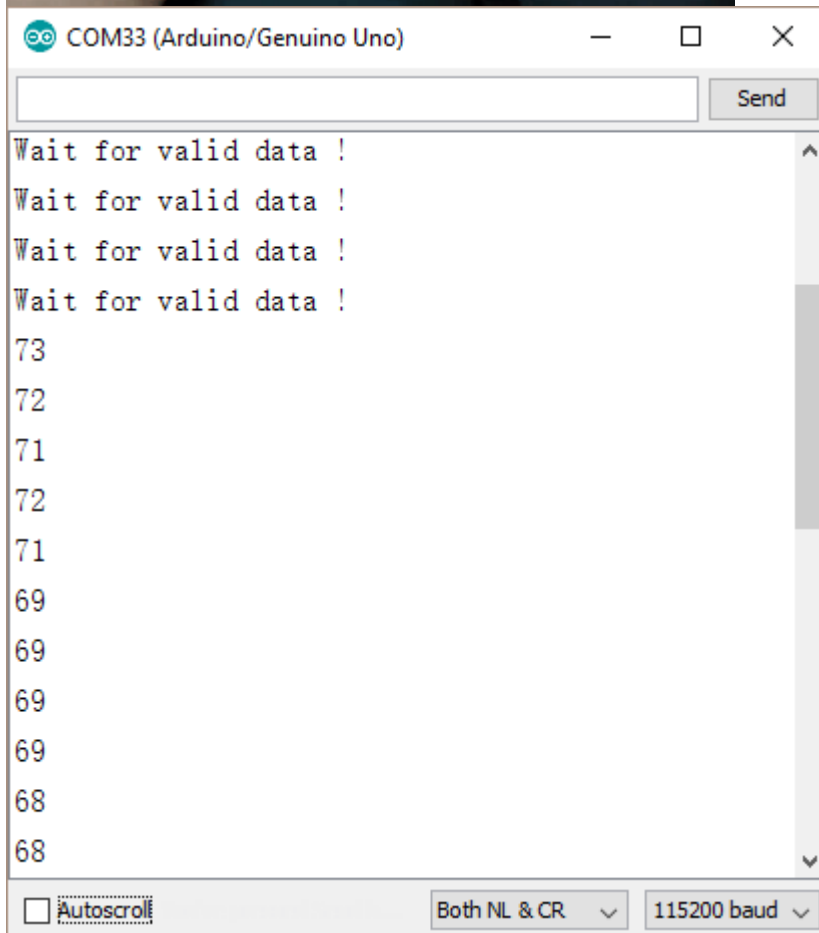 COM33 (Arduino/Genuino Uno)
Send
Wait for valid data !
Wait for valid data !
Wait for valid data !
Wait for valid data !
73
72
71
72
71
69
69
69
69
68
68
Autoscroll Both NL & CR 115200 baud